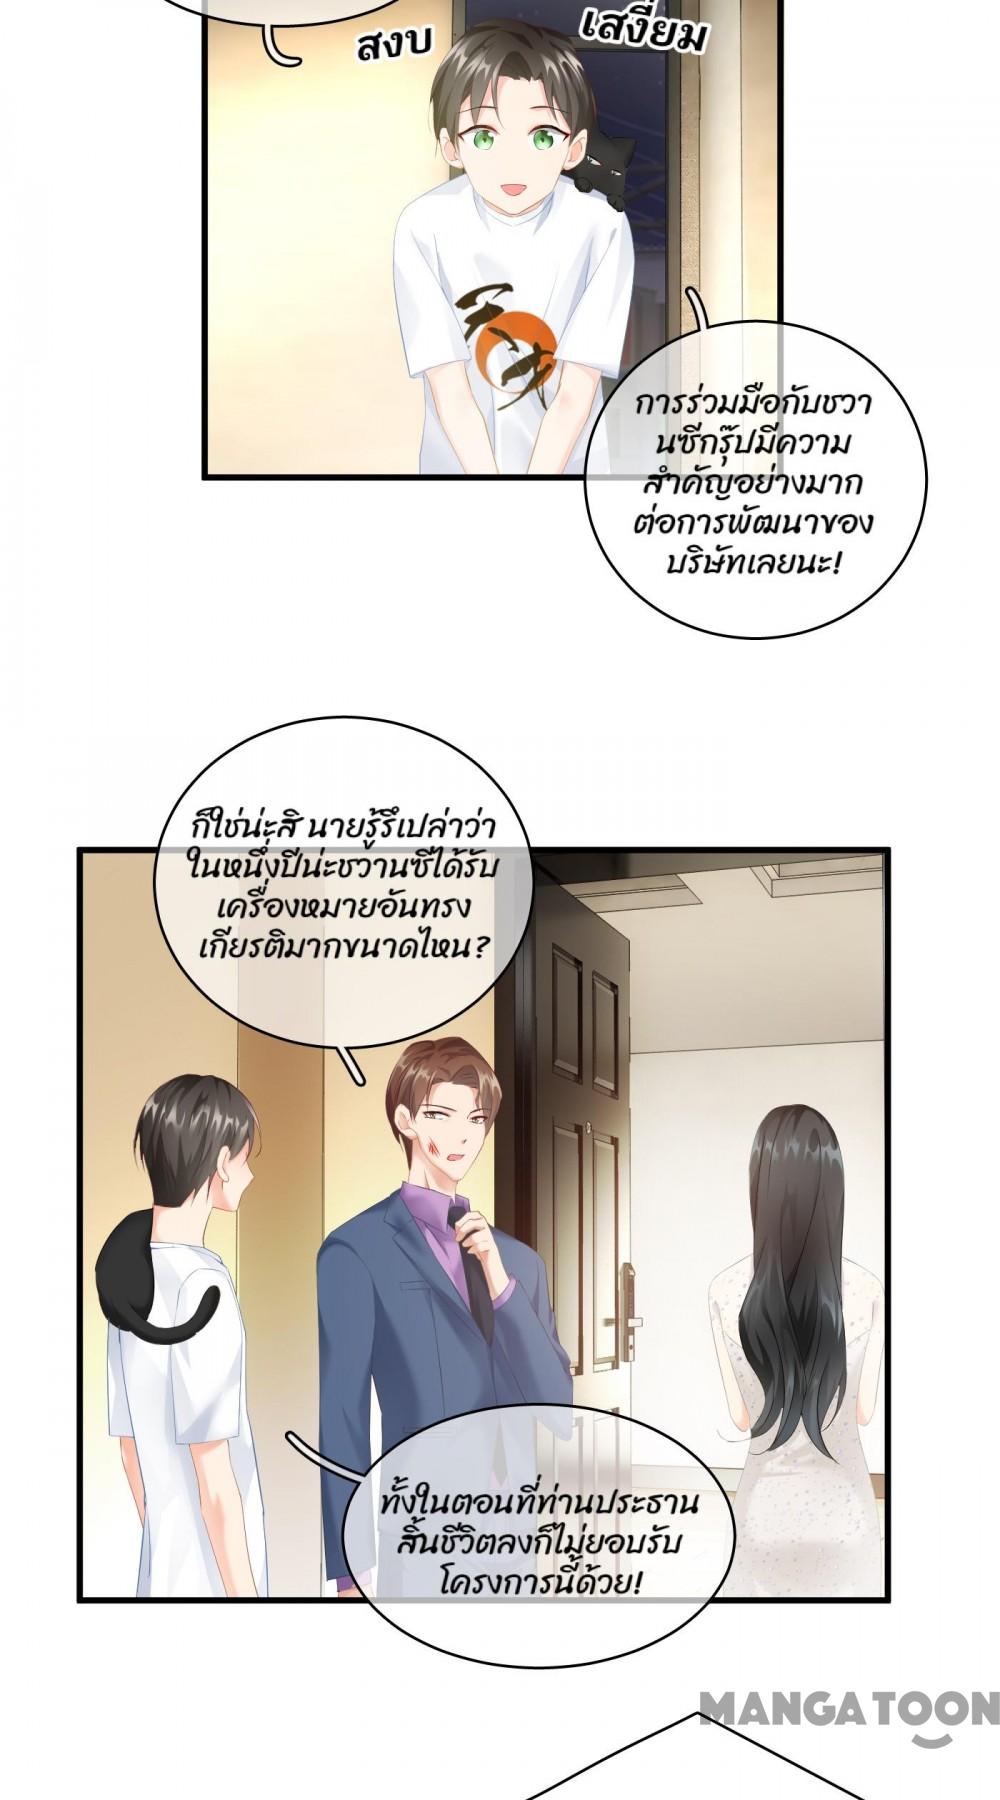 สงบ
เสงี่ยม
การร่วมมือกับชวา
นซีกรุ๊ปมีความ
สำคัญอย่างมาก
ต่อการพัฒนาของ
บริษัทเลยนะ!
ก็ใช่น่ะสิ นายรู้รึเปล่าว่า
ในหนึ่งปีน่ะชวานซีได้รับ
เครื่องหมายอันทรง
เกียรติมากขนาดไหน?
ทั้งในตอนที่ท่านประธาน
สิ้นชีวิตลงก็ไม่ยอมรับ
โครงการนี้ด้วย!
MANGATOON